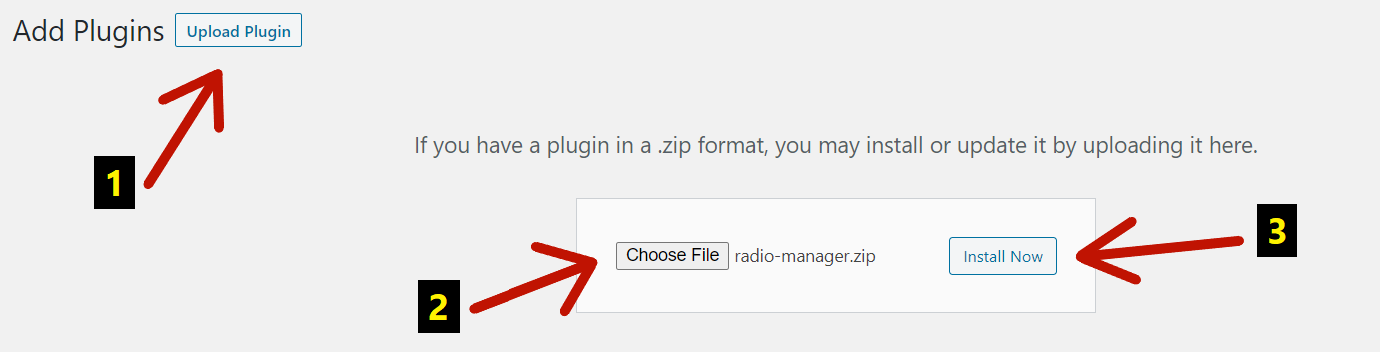 Add Plugins Upload Plugin
1
If you have a plugin in a .zip format, you may install or update it by uploading it here.
3
Choose File radio-manager.zip Install Now
2